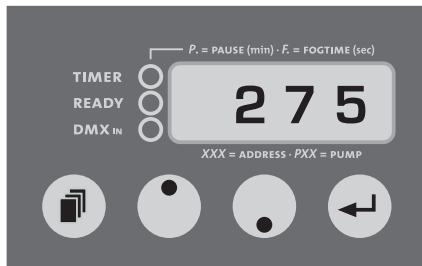 P. = PAUSE (min) · F. = FOGTIME (sec)
TIMER
READY
DMX IN
275
XXX = ADDRESS · PXX = PUMP